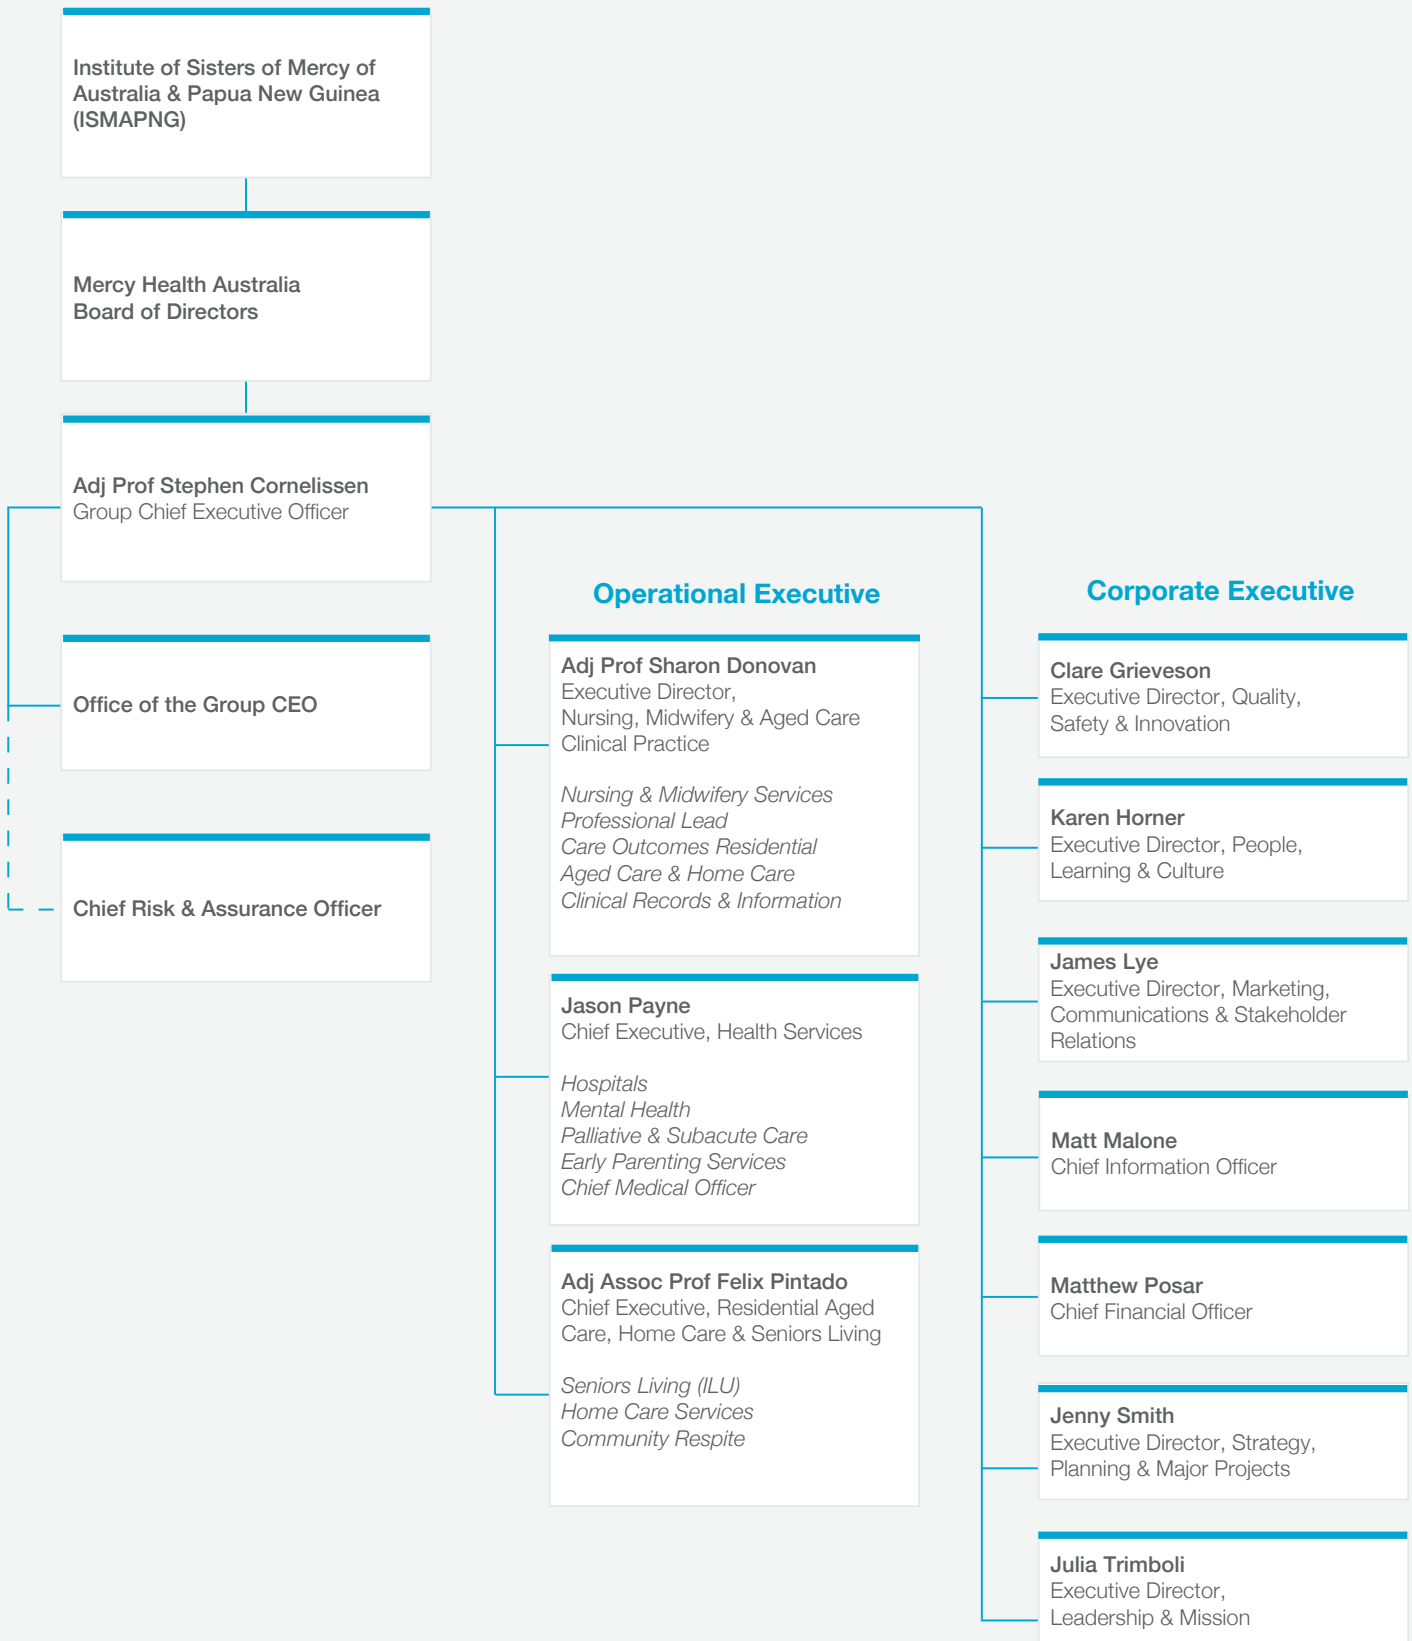 Institute of Sisters of Mercy of
Australia & Papua New Guinea
(ISMAPNG)
Mercy Health Australia
Board of Directors
Adj Prof Stephen Cornelissen
Group Chief Executive Officer
Office of the Group CEO
Chief Risk & Assurance Officer
Operational Executive
Adj Prof Sharon Donovan
Executive Director,
Nursing, Midwifery & Aged Care
Clinical Practice
Nursing & Midwifery Services
Professional Lead
Care Outcomes Residential
Aged Care & Home Care
Clinical Records & Information
Jason Payne
Chief Executive, Health Services
Hospitals
Mental Health
Palliative & Subacute Care
Early Parenting Services
Chief Medical Officer
Adj Assoc Prof Felix Pintado
Chief Executive, Residential Aged
Care, Home Care & Seniors Living
Seniors Living (ILU)
Home Care Services
Community Respite
Corporate Executive
Clare Grieveson
Executive Director, Quality,
Safety & Innovation
Karen Horner
Executive Director, People,
Learning & Culture
James Lye
Executive Director, Marketing,
Communications & Stakeholder
Relations
Matt Malone
Chief Information Officer
Matthew Posar
Chief Financial Officer
Jenny Smith
Executive Director, Strategy,
Planning & Major Projects
Julia Trimboli
Executive Director,
Leadership & Mission